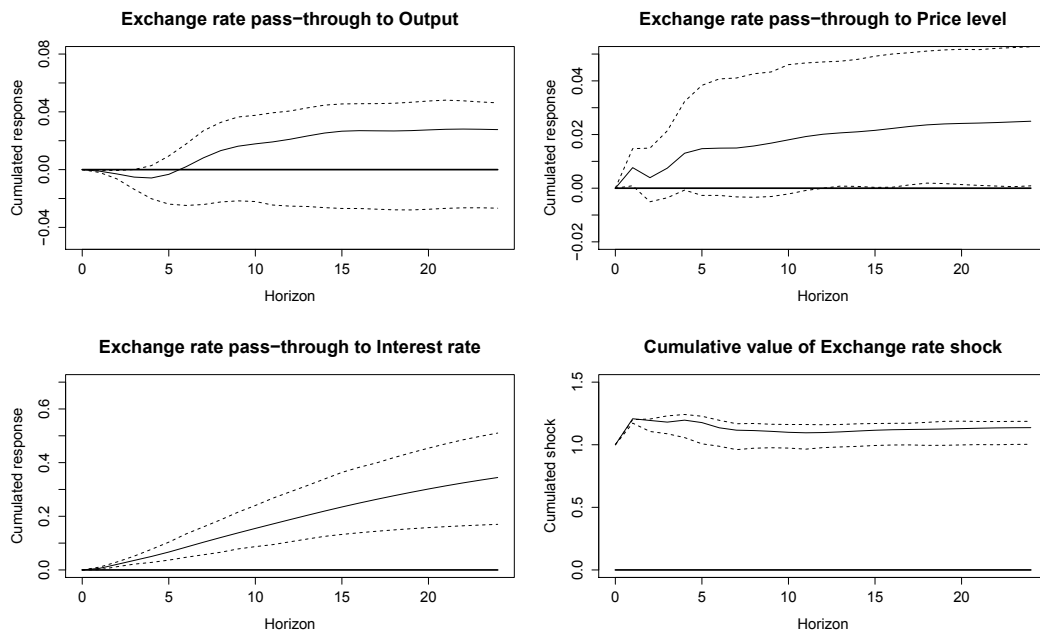 Exchange rate pass−through to Output
Cumulated response
−0.04 0.00 0.04 0.08
0 5 10 15 20
Horizon
Exchange rate pass−through to Price level
Cumulated response
−0.02 0.00 0.02 0.04
0 5 10 15 20
Horizon
Exchange rate pass−through to Interest rate
Cumulated response
0.0 0.2 0.4 0.6
0 5 10 15 20
Horizon
Cumulative value of Exchange rate shock
Cumulated shock
0.0 0.5 1.0 1.5
0 5 10 15 20
Horizon